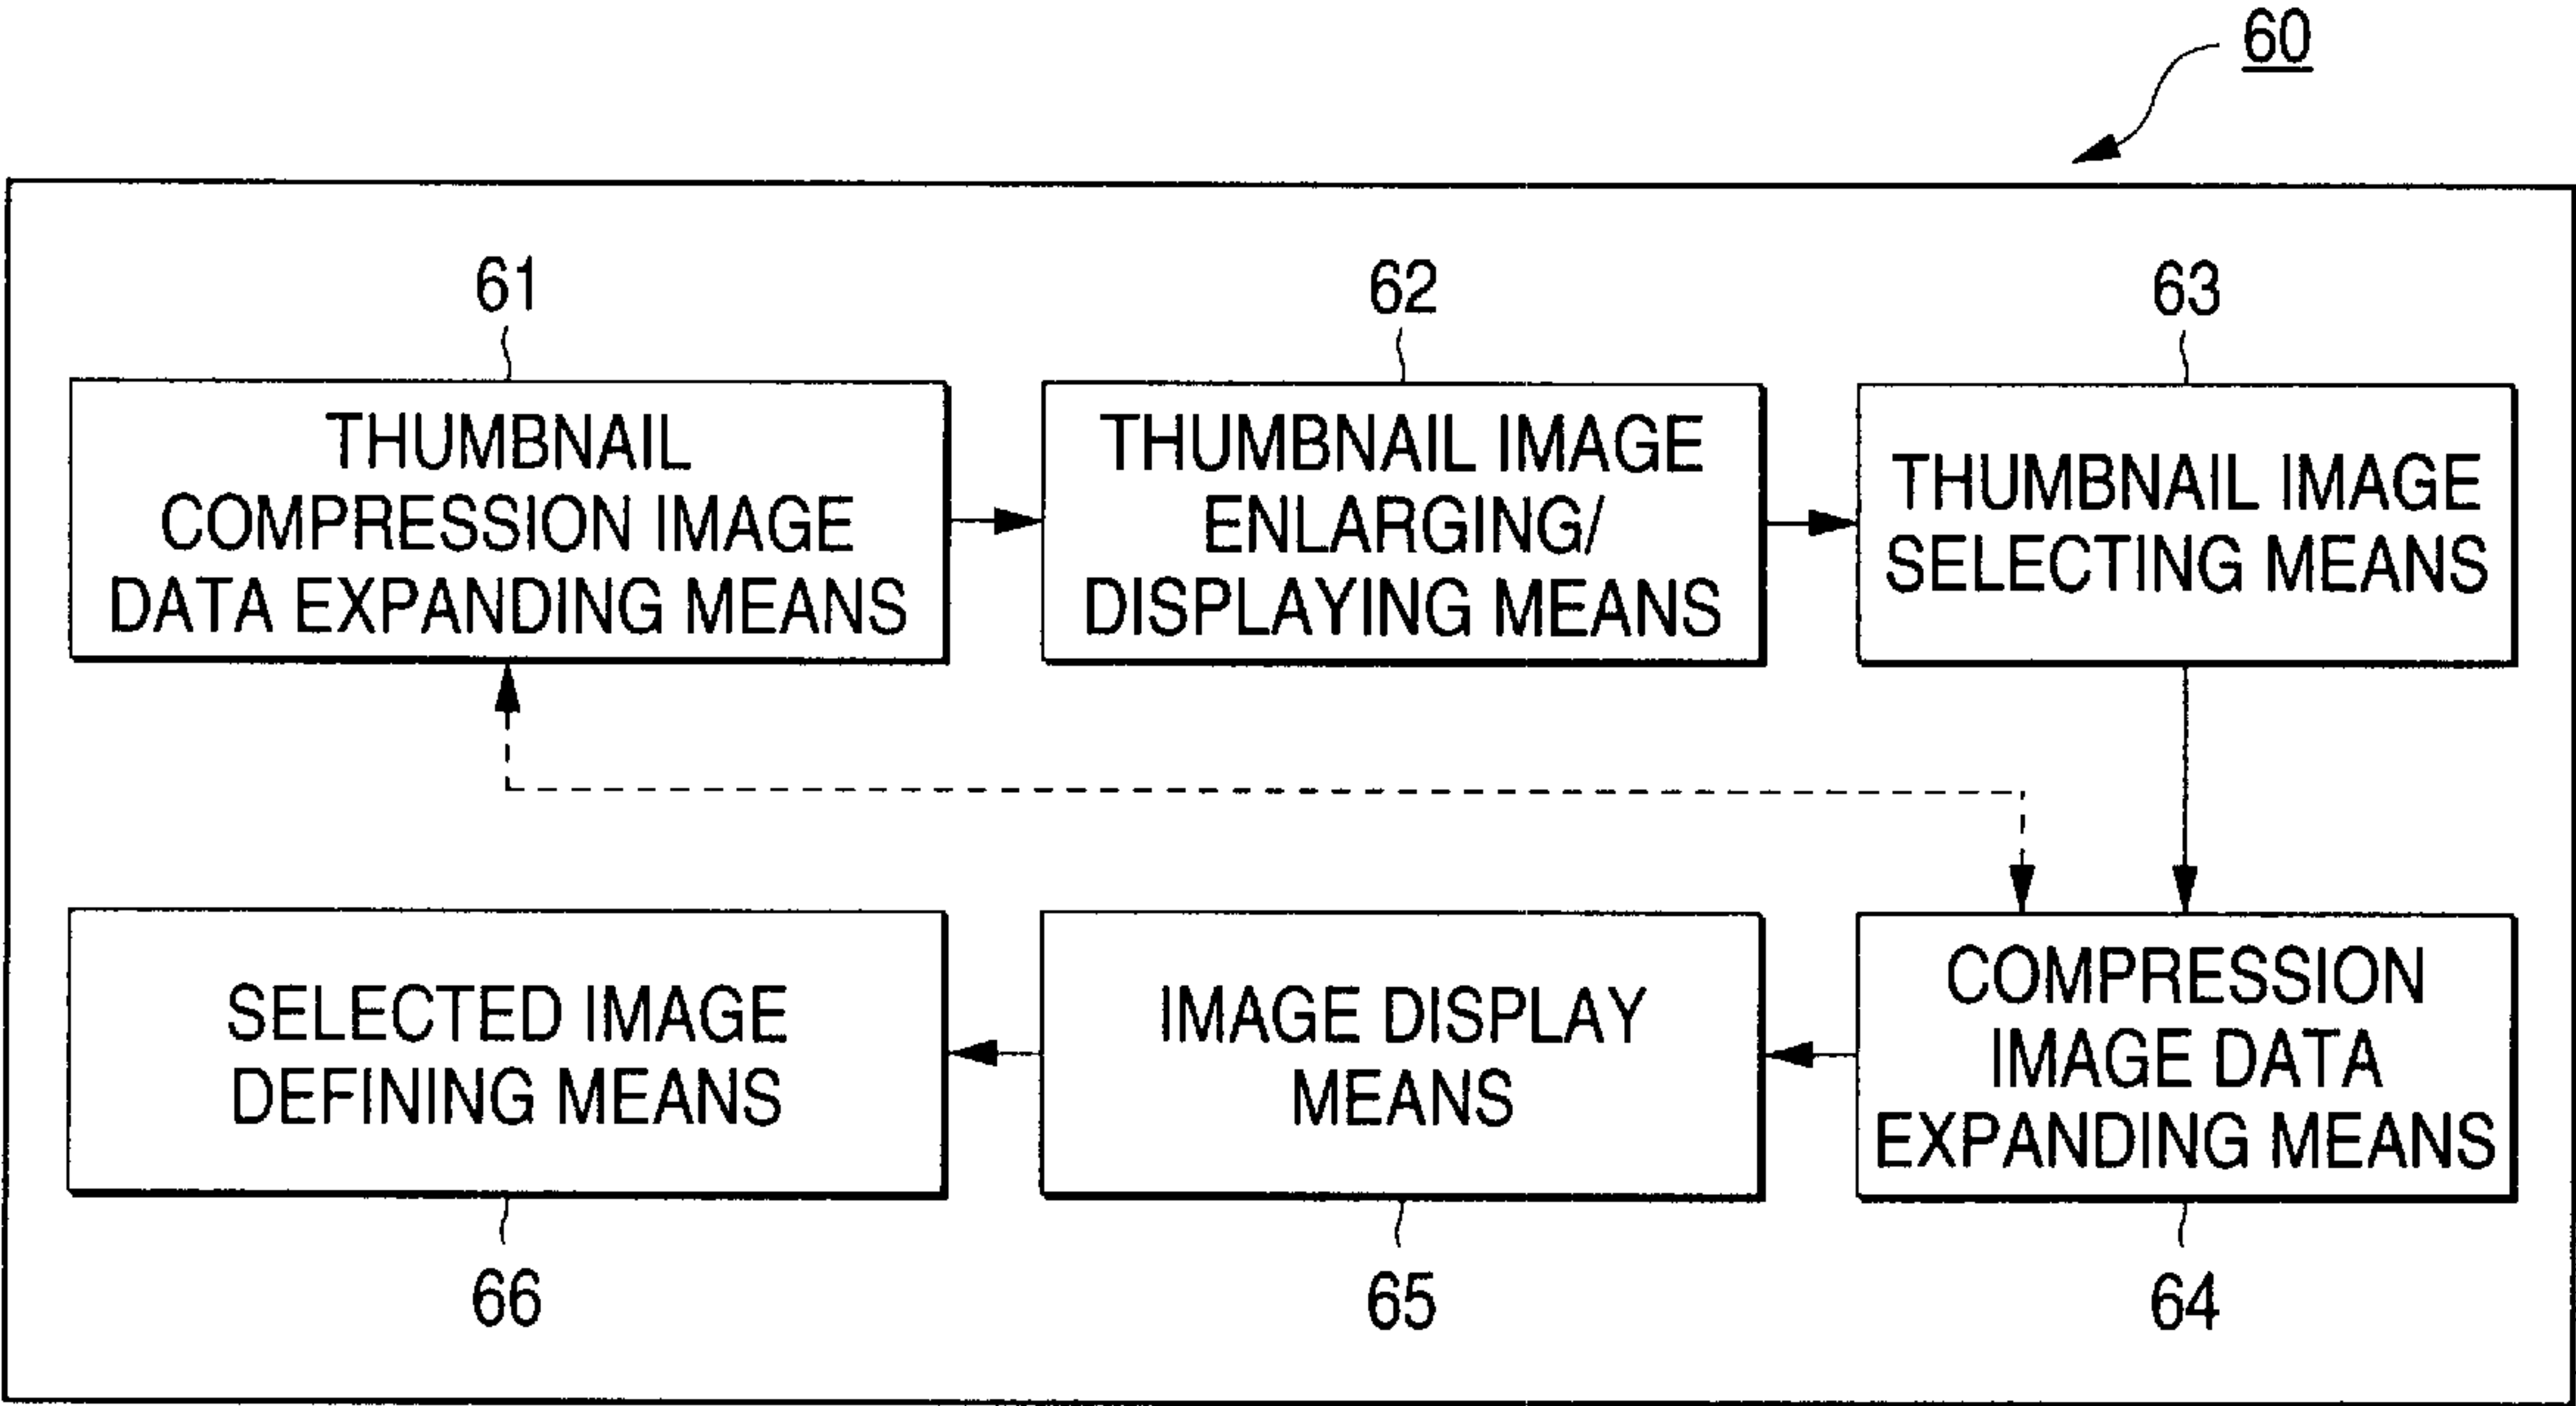 60
61
THUMBNAIL
COMPRESSION IMAGE
DATA EXPANDING MEANS
62
THUMBNAIL IMAGE
ENLARGING/
DISPLAYING MEANS
63
THUMBNAIL IMAGE
SELECTING MEANS
SELECTED IMAGE
DEFINING MEANS
66
IMAGE DISPLAY
MEANS
65
COMPRESSION
IMAGE DATA
EXPANDING MEANS
64